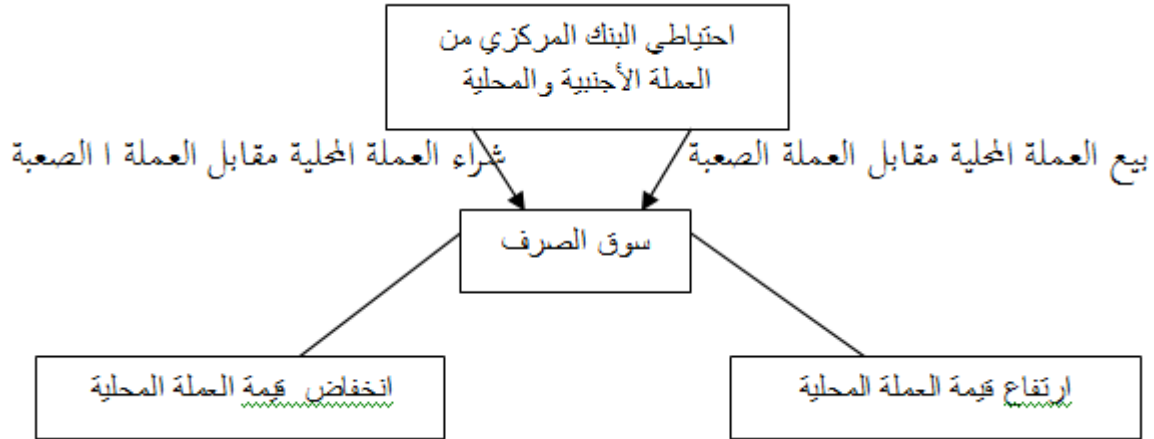 احتياطي البنك المركزي من
العملة الأجنبية والمحلية
بيع العملة المحلية مقابل العملة الصعبة
شراء العملة المحلية مقابل العملة ا الصعبة
سوق الصرف
ارتفاع قيمة العملة المحلية
انخفاض قيمة العملة المحلية